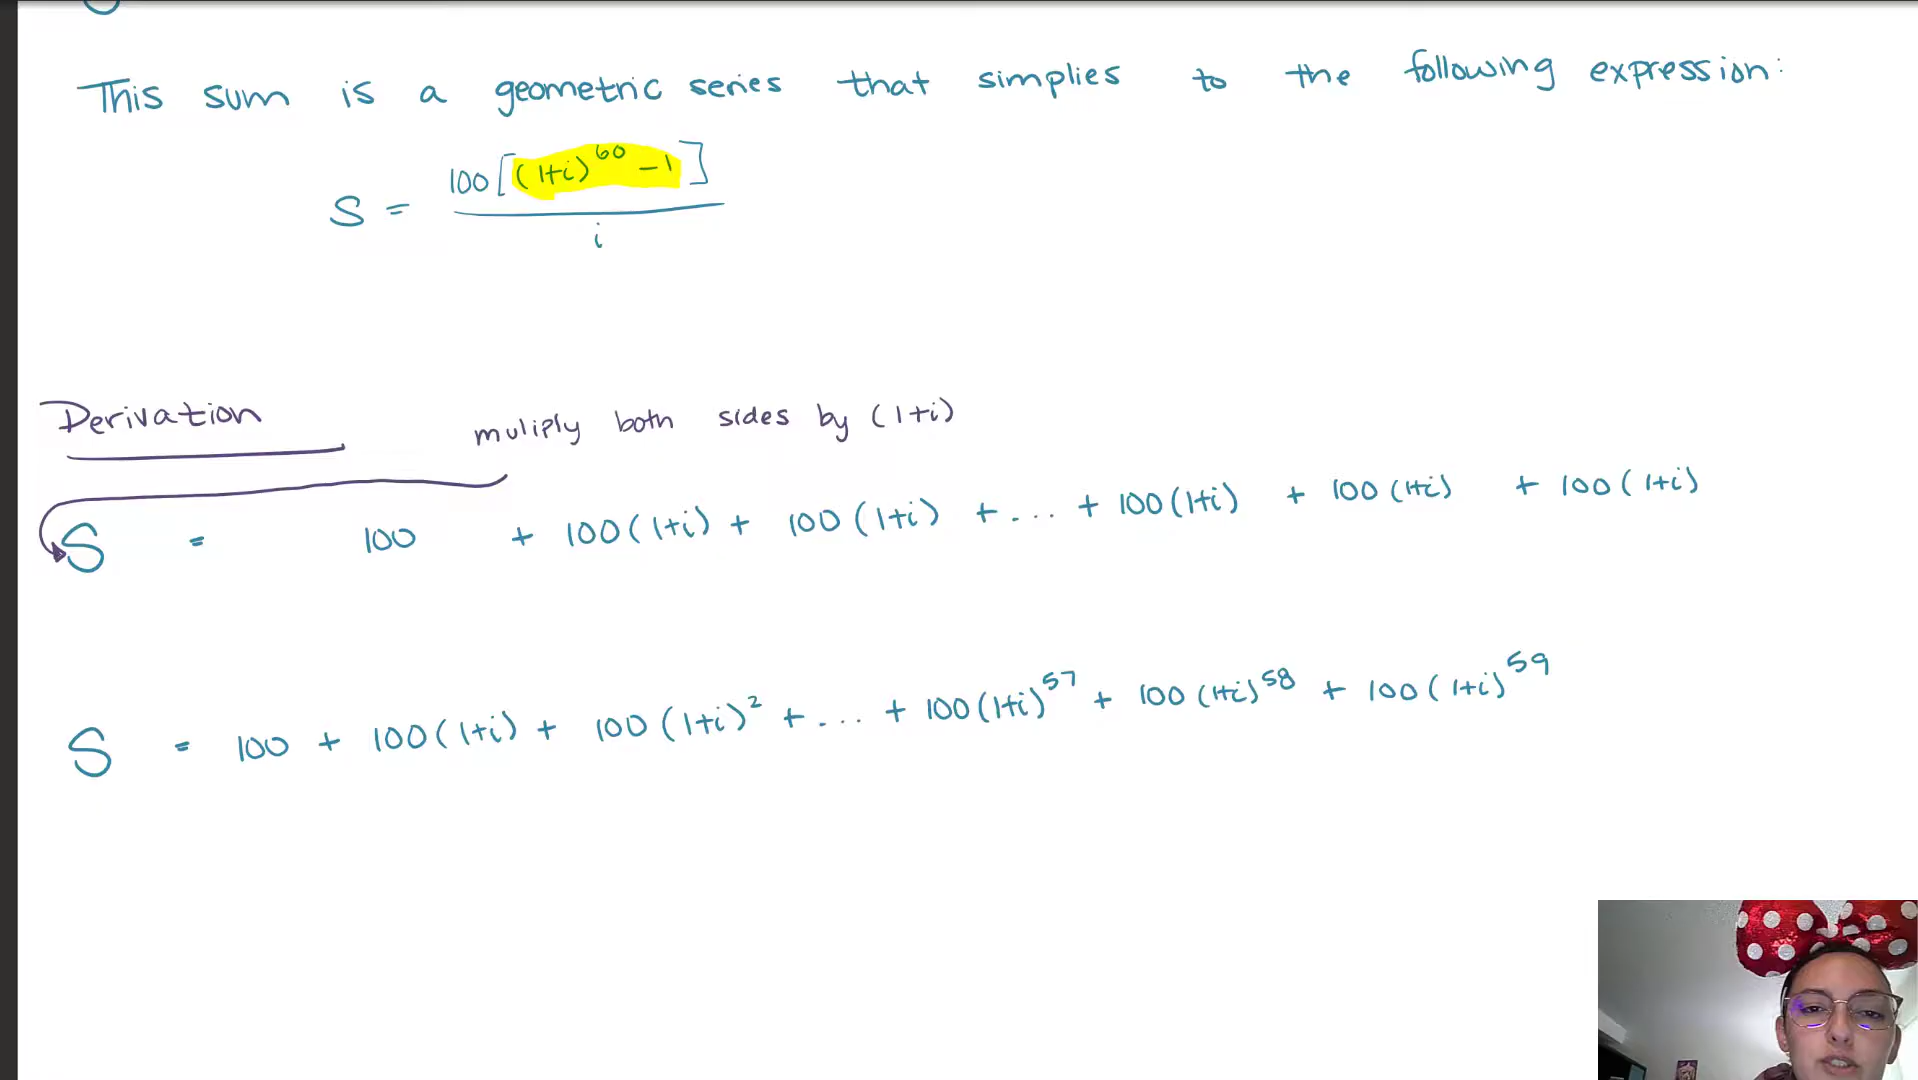 This sum is a geometric series that simplies to the following expression:
S = 100[(1+i)^60 -1] / i
Derivation
muliply both sides by (1+i)
S = 100 + 100(1+i) + 100(1+i) + ... + 100(1+i) + 100(1+i) + 100(1+i)
S = 100 + 100(1+i) + 100(1+i)^2 + ... + 100(1+i)^57 + 100(1+i)^58 + 100(1+i)^59